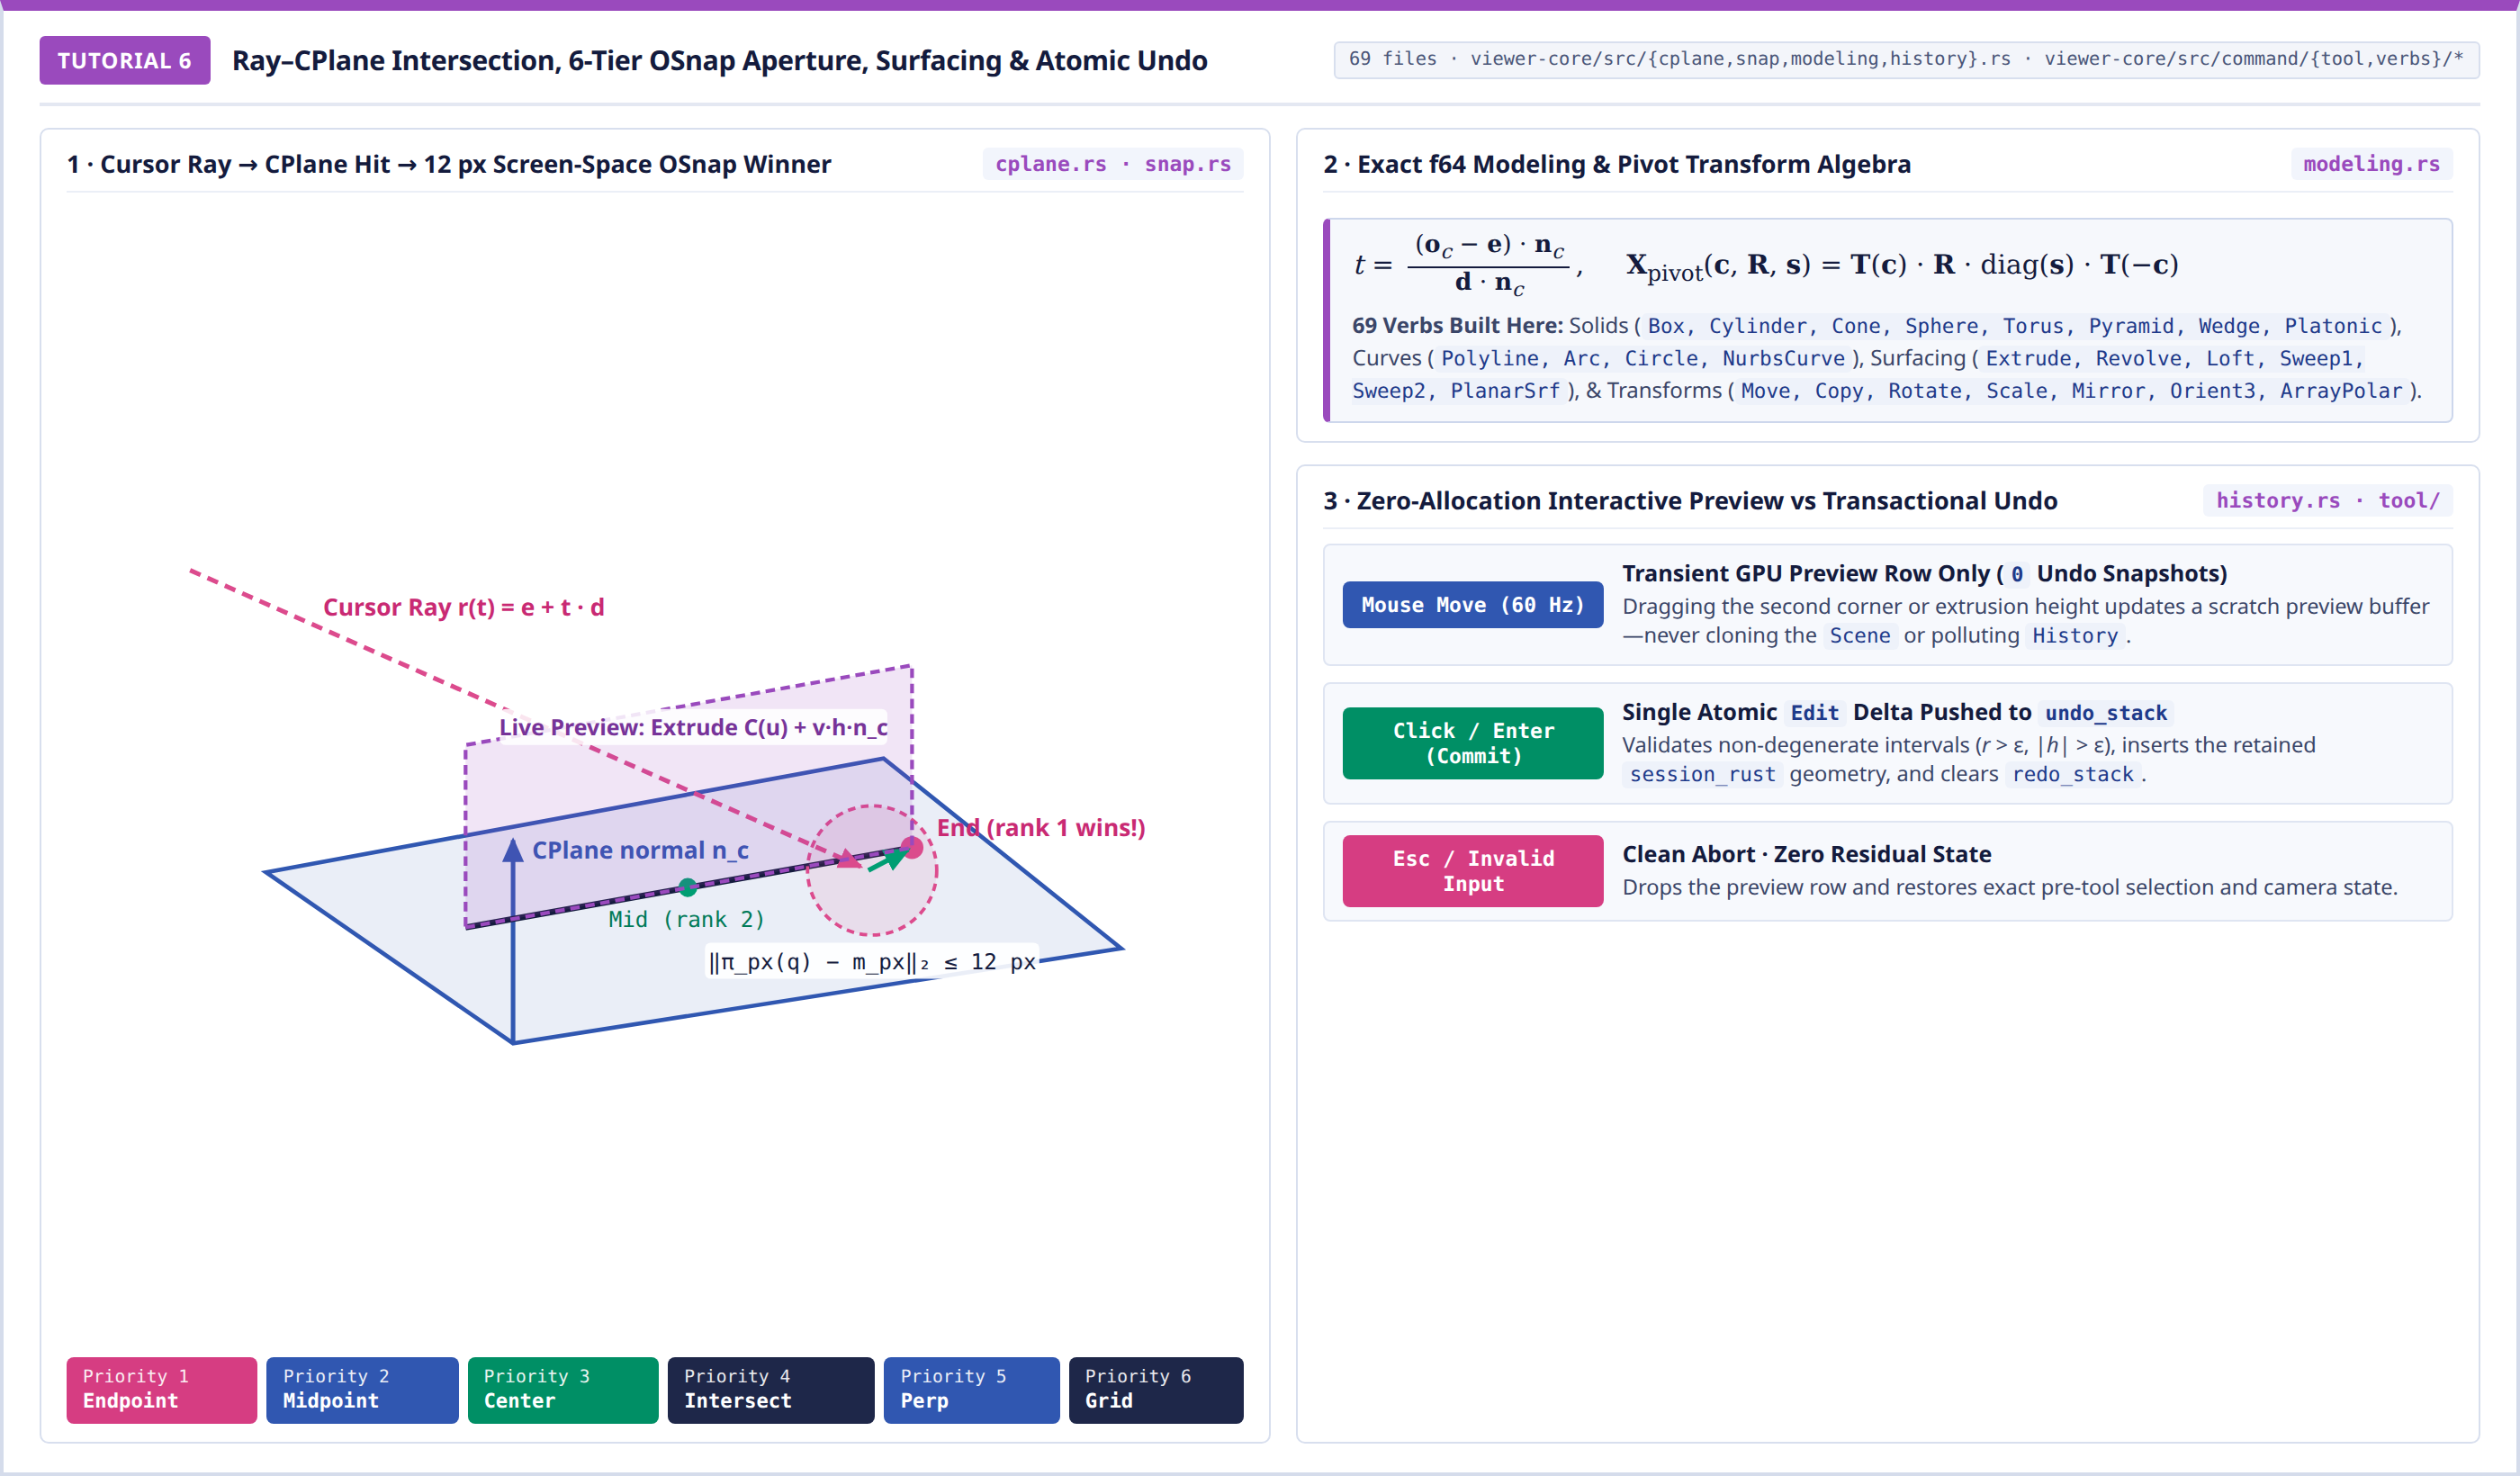 TUTORIAL 6
Ray–CPlane Intersection, 6-Tier OSnap Aperture, Surfacing & Atomic Undo
69 files · viewer-core/src/{cplane,snap,modeling,history}.rs · viewer-core/src/command/{tool,verbs}/*
1 · Cursor Ray → CPlane Hit → 12 px Screen-Space OSnap Winner
cplane.rs · snap.rs
Cursor Ray r(t) = e + t · d
Live Preview: Extrude C(u) + v·h·n_c
End (rank 1 wins!)
CPlane normal n_c
Mid (rank 2)
‖π_px(q) − m_px‖₂ ≤ 12 px
Priority 1
Endpoint
Priority 2
Midpoint
Priority 3
Center
Priority 4
Intersect
Priority 5
Perp
Priority 6
Grid
2 · Exact f64 Modeling & Pivot Transform Algebra
modeling.rs
t = (o_c − e) · n_c / d · n_c , X_pivot(c, R, s) = T(c) · R · diag(s) · T(−c)
69 Verbs Built Here: Solids ( Box, Cylinder, Cone, Sphere, Torus, Pyramid, Wedge, Platonic ),
Curves ( Polyline, Arc, Circle, NurbsCurve ), Surfacing ( Extrude, Revolve, Loft, Sweep1,
Sweep2, PlanarSrf ), & Transforms ( Move, Copy, Rotate, Scale, Mirror, Orient3, ArrayPolar ).
3 · Zero-Allocation Interactive Preview vs Transactional Undo
history.rs · tool/
Mouse Move (60 Hz)
Transient GPU Preview Row Only ( 0 Undo Snapshots)
Dragging the second corner or extrusion height updates a scratch preview buffer
—never cloning the Scene or polluting History .
Click / Enter
(Commit)
Single Atomic Edit Delta Pushed to undo_stack
Validates non-degenerate intervals (r > ε, |h| > ε), inserts the retained
session_rust geometry, and clears redo_stack .
Esc / Invalid
Input
Clean Abort · Zero Residual State
Drops the preview row and restores exact pre-tool selection and camera state.